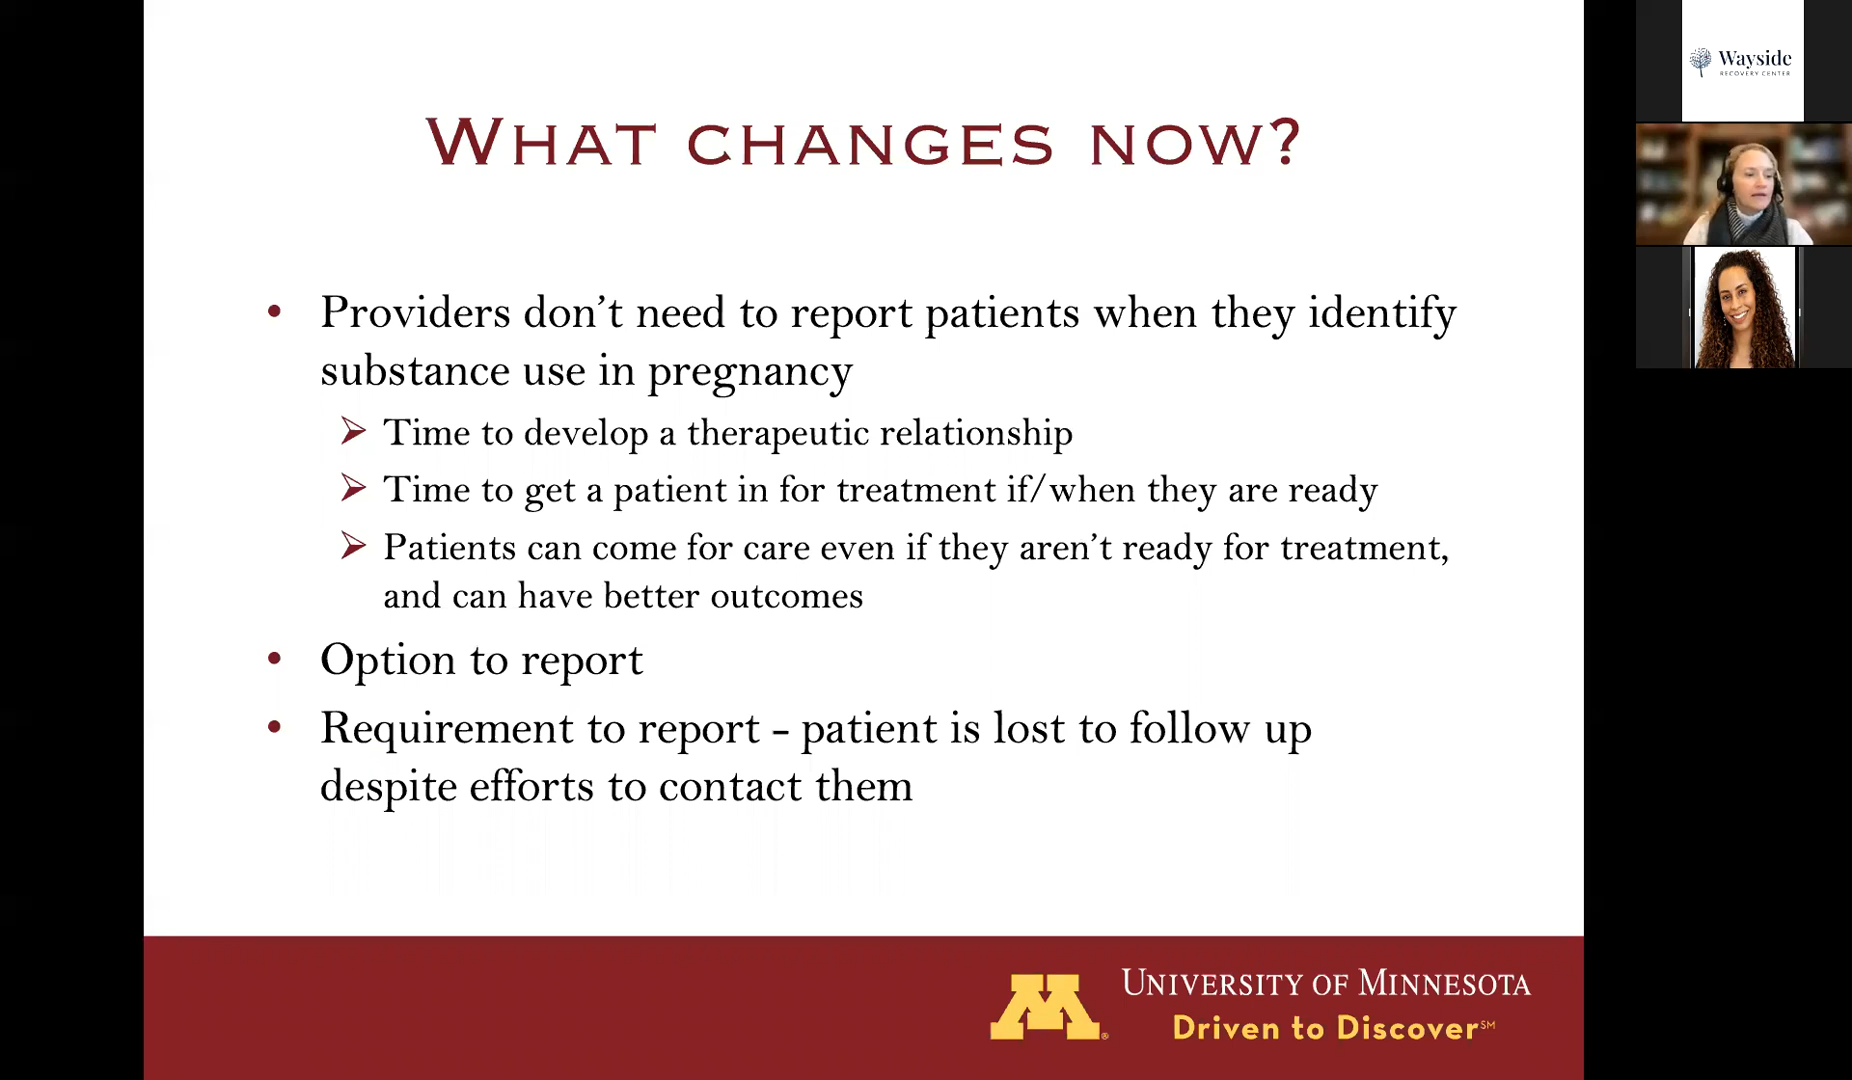 WHAT CHANGES NOW?
• Providers don’t need to report patients when they identify
substance use in pregnancy
➢ Time to develop a therapeutic relationship
➢ Time to get a patient in for treatment if/when they are ready
➢ Patients can come for care even if they aren’t ready for treatment,
and can have better outcomes
• Option to report
• Requirement to report – patient is lost to follow up
despite efforts to contact them
M®
UNIVERSITY OF MINNESOTA
Driven to Discover℠
Wayside
RECOVERY CENTER